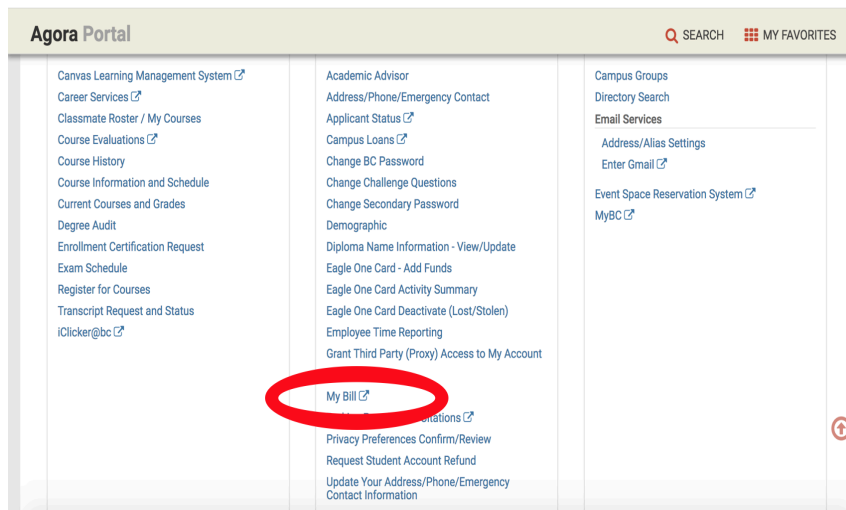 Agora Portal
SEARCH
MY FAVORITES
Canvas Learning Management System
Career Services
Classmate Roster / My Courses
Course Evaluations
Course History
Course Information and Schedule
Current Courses and Grades
Degree Audit
Enrollment Certification Request
Exam Schedule
Register for Courses
Transcript Request and Status
iClicker@bc
Academic Advisor
Address/Phone/Emergency Contact
Applicant Status
Campus Loans
Change BC Password
Change Challenge Questions
Change Secondary Password
Demographic
Diploma Name Information - View/Update
Eagle One Card - Add Funds
Eagle One Card Activity Summary
Eagle One Card Deactivate (Lost/Stolen)
Employee Time Reporting
Grant Third Party (Proxy) Access to My Account
My Bill
Privacy Preferences Confirm/Review
Request Student Account Refund
Update Your Address/Phone/Emergency
Contact Information
Campus Groups
Directory Search
Email Services
Address/Alias Settings
Enter Gmail
Event Space Reservation System
MyBC